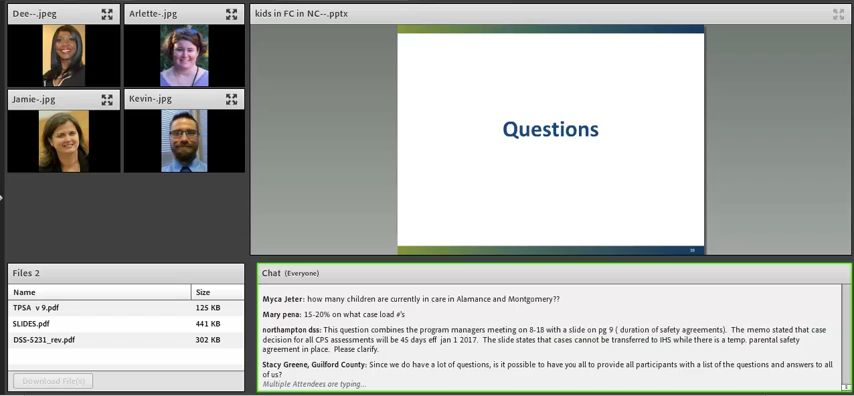 Dee--.jpeg
Arlette-.jpg
kids in FC in NC--.pptx
Jamie-.jpg
Kevin-.jpg
Questions
Files 2
Name Size
TPSA v 9.pdf 125 KB
SLIDES.pdf 441 KB
DSS-5231_rev.pdf 302 KB
Download File(s)
Chat (Everyone)
Myca Jeter: how many children are currently in care in Alamance and Montgomery??
Mary pena: 15-20% on what case load #'s
northampton dss: This question combines the program managers meeting on 8-18 with a slide on pg 9 ( duration of safety agreements). The memo stated that case
decision for all CPS assessments will be 45 days eff jan 1 2017. The slide states that cases cannot be transferred to IHS while there is a temp. parental safety
agreement in place. Please clarify.
Stacy Greene, Guilford County: Since we do have a lot of questions, is it possible to have you all to provide all participants with a list of the questions and answers to all
of us?
Multiple Attendees are typing...